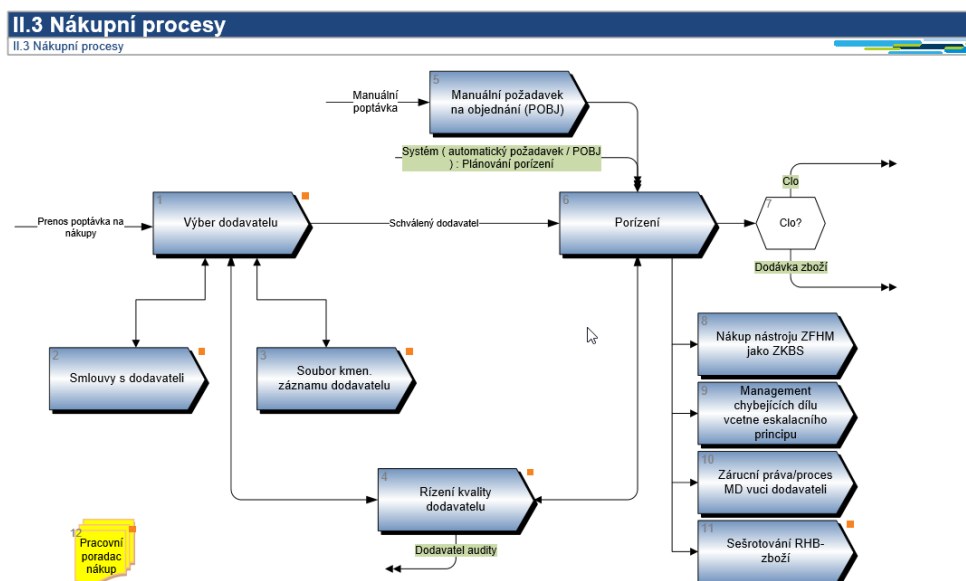 II.3 Nákupní procesy
II.3 Nákupní procesy
5
Manuální požadavek
na objednání (POBJ)
Manuální
poptávka
Systém ( automatický požadavek / POBJ
) : Plánování porízení
1
Výber dodavatelu
Prenos poptávka na
nákupy
Schválený dodavatel
6
Porízení
7
Clo?
Clo
Dodávka zboží
2
Smlouvy s dodavateli
3
Soubor kmen.
záznamu dodavatelu
8
Nákup nástroju ZFHM
jako ZKBS
9
Management
chybejících dílu
vcetne eskalacního
principu
4
Rízení kvality
dodavatelu
Dodavatel audity
10
Zárucní práva/proces
MD vuci dodavateli
11
Sešrotování RHB-
zboží
12
Pracovní
poradac
nákup